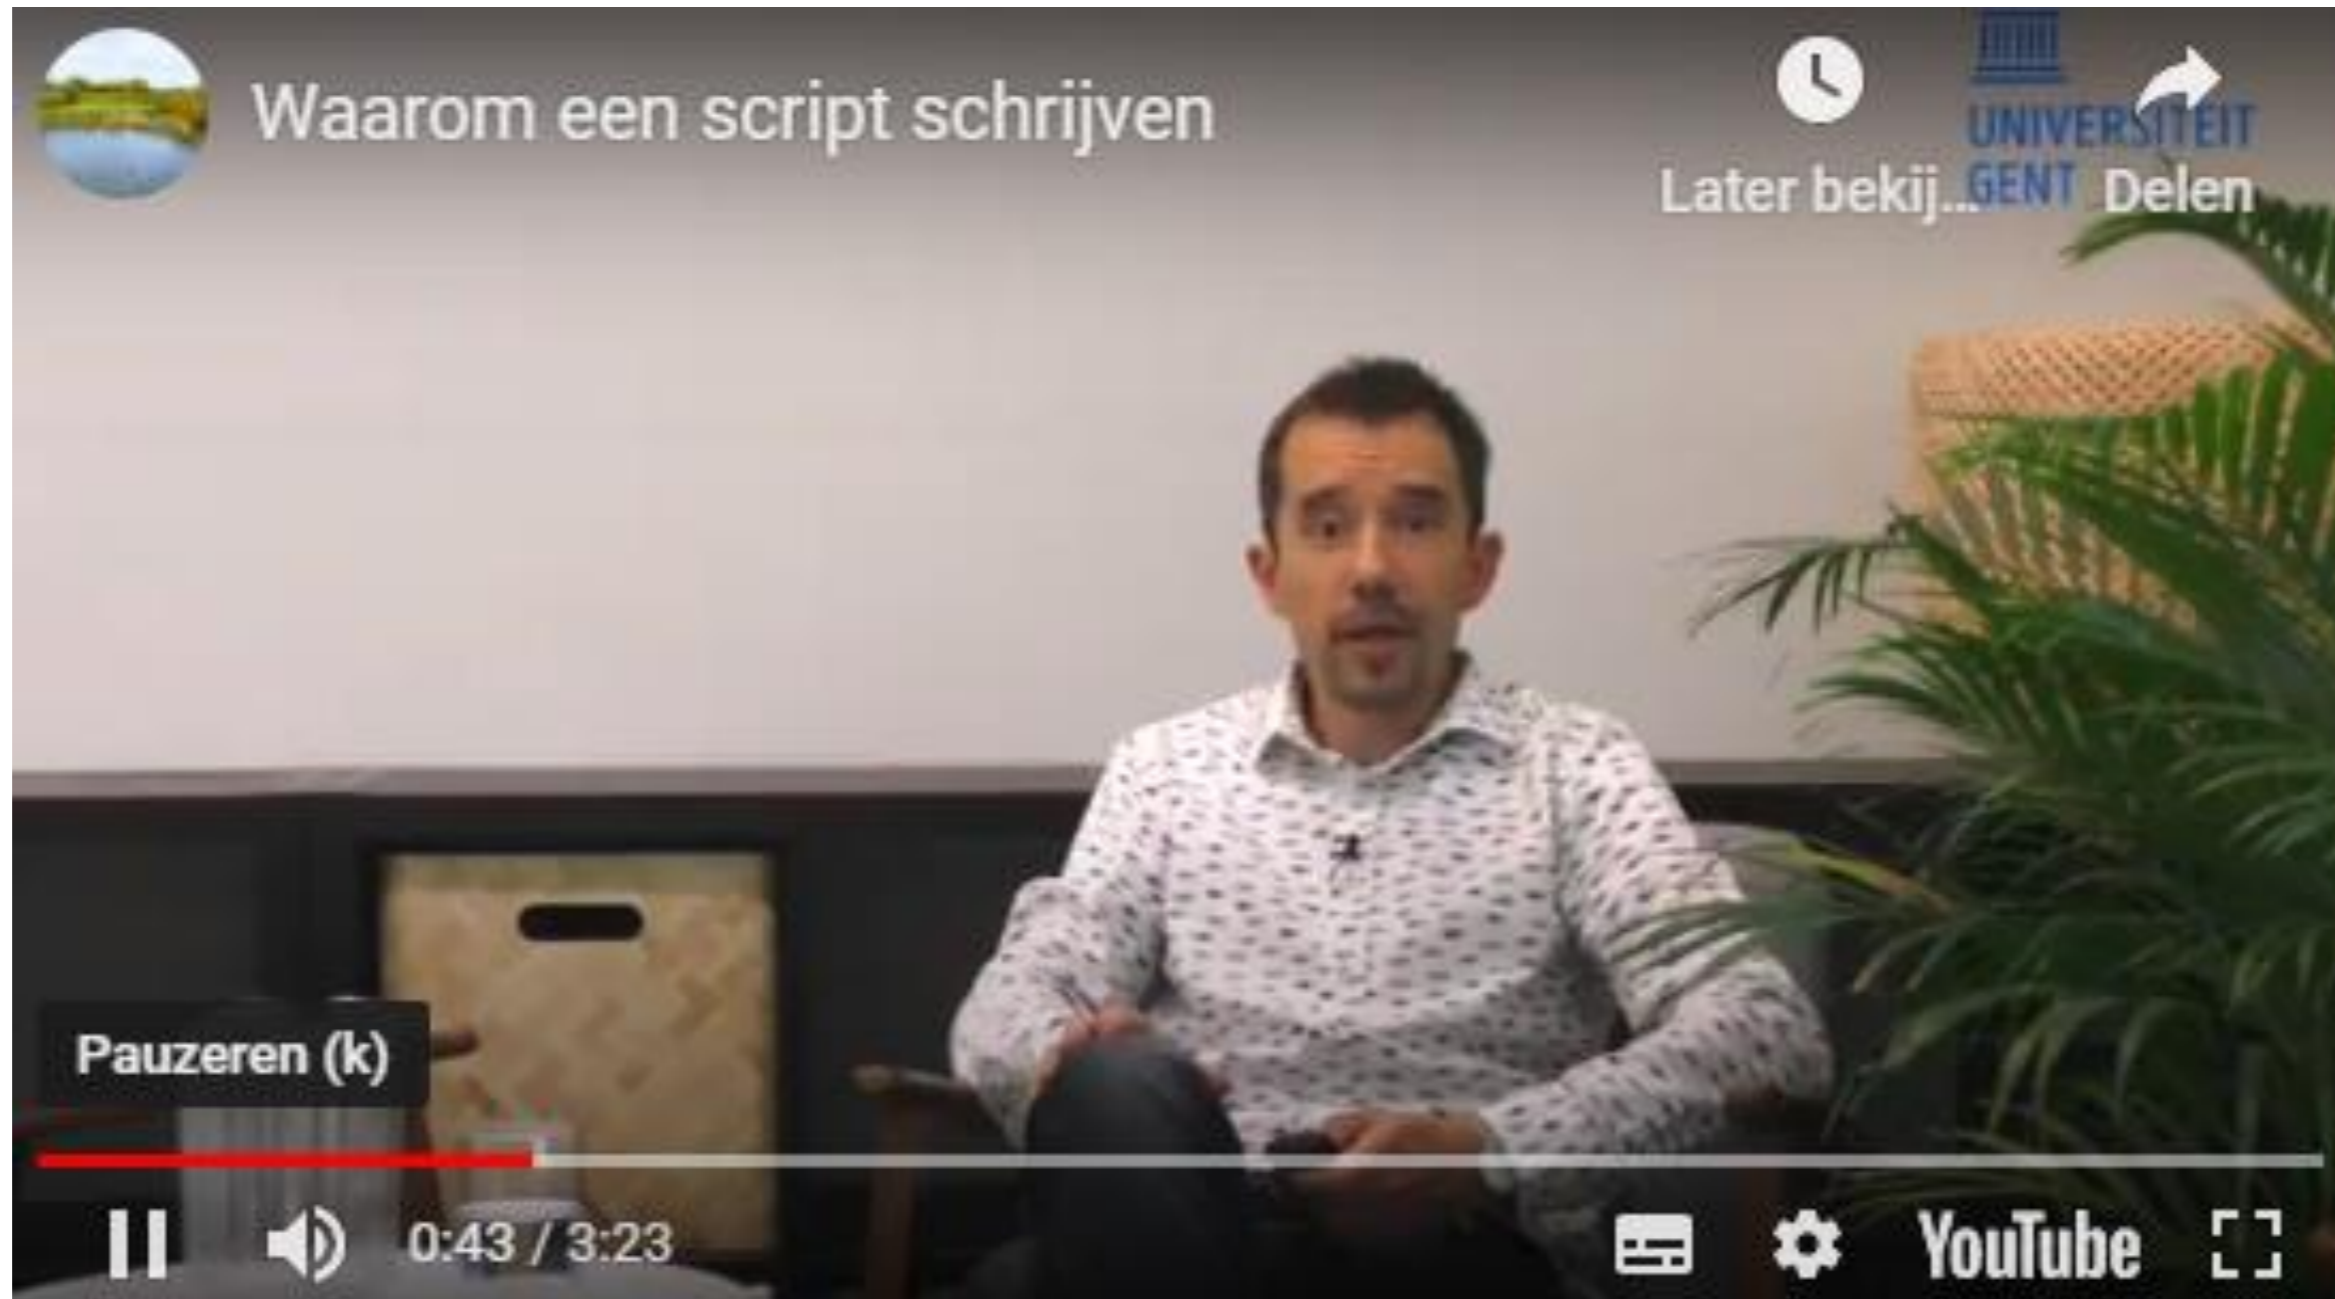 Waarom een script schrijven
UNIVERSITEIT
GENT
Later bekij...
Delen
Pauzeren (k)
0:43 / 3:23
YouTube